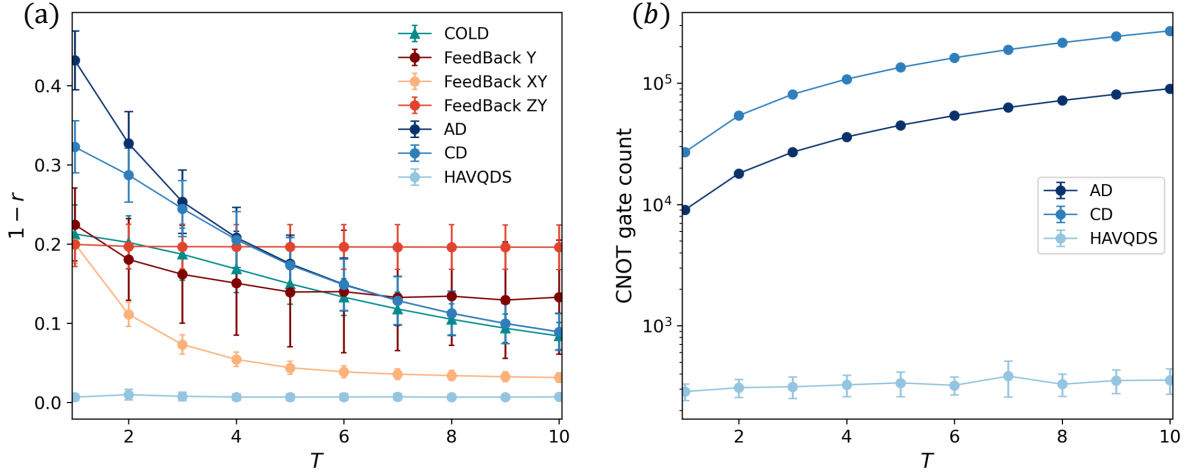 (a)
0.4
0.3
0.2
0.1
0.0
1 − r
2 4 6 8 10
T
COLD
FeedBack Y
FeedBack XY
FeedBack ZY
AD
CD
HAVQDS
(b)
10^5
10^4
10^3
CNOT gate count
2 4 6 8 10
T
AD
CD
HAVQDS